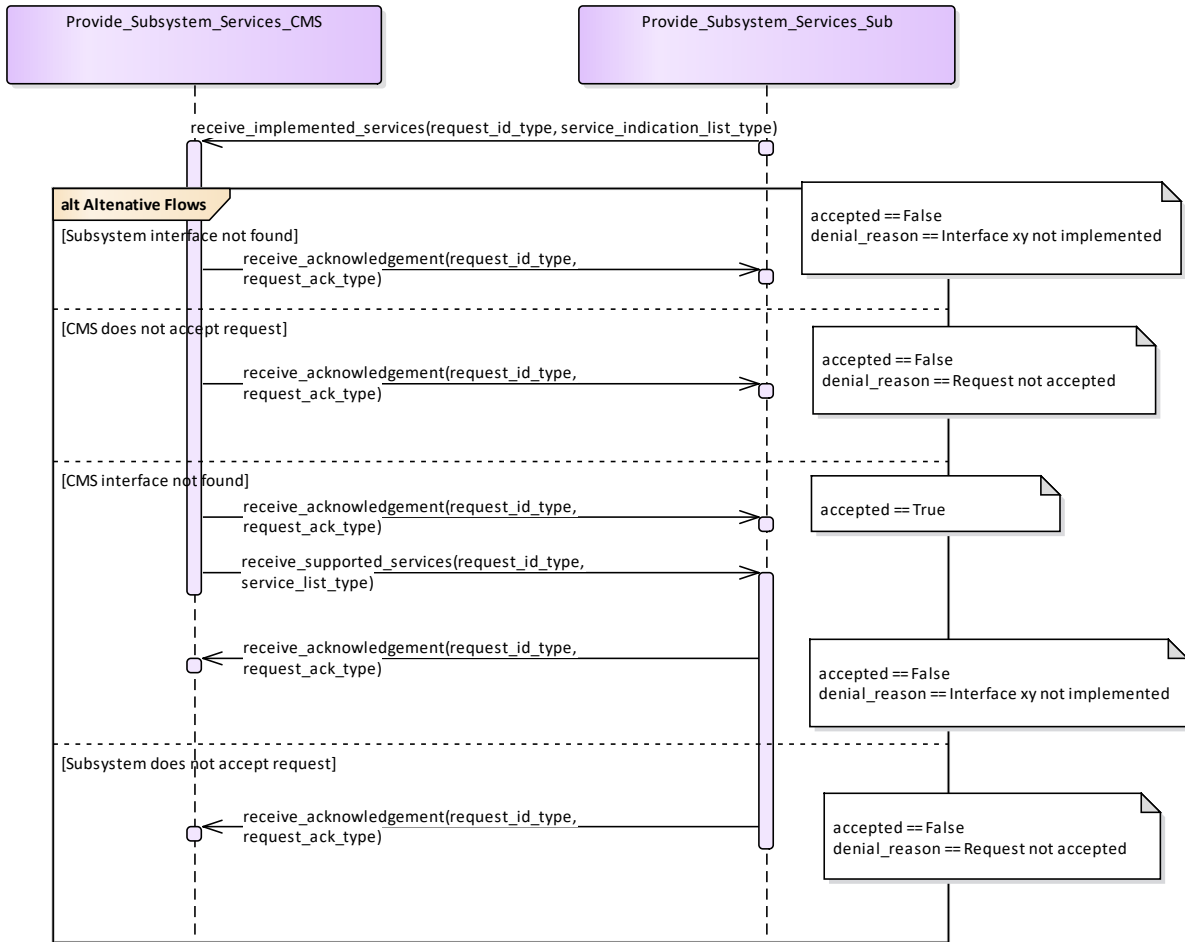 Provide_Subsystem_Services_CMS
Provide_Subsystem_Services_Sub
receive_implemented_services(request_id_type, service_indication_list_type)
alt Altenative Flows
accepted == False
denial_reason == Interface xy not implemented
[Subsystem interface not found]
receive_acknowledgement(request_id_type,
request_ack_type)
[CMS does not accept request]
accepted == False
denial_reason == Request not accepted
receive_acknowledgement(request_id_type,
request_ack_type)
[CMS interface not found]
receive_acknowledgement(request_id_type,
request_ack_type)
accepted == True
receive_supported_services(request_id_type,
service_list_type)
receive_acknowledgement(request_id_type,
request_ack_type)
accepted == False
denial_reason == Interface xy not implemented
[Subsystem does not accept request]
receive_acknowledgement(request_id_type,
request_ack_type)
accepted == False
denial_reason == Request not accepted